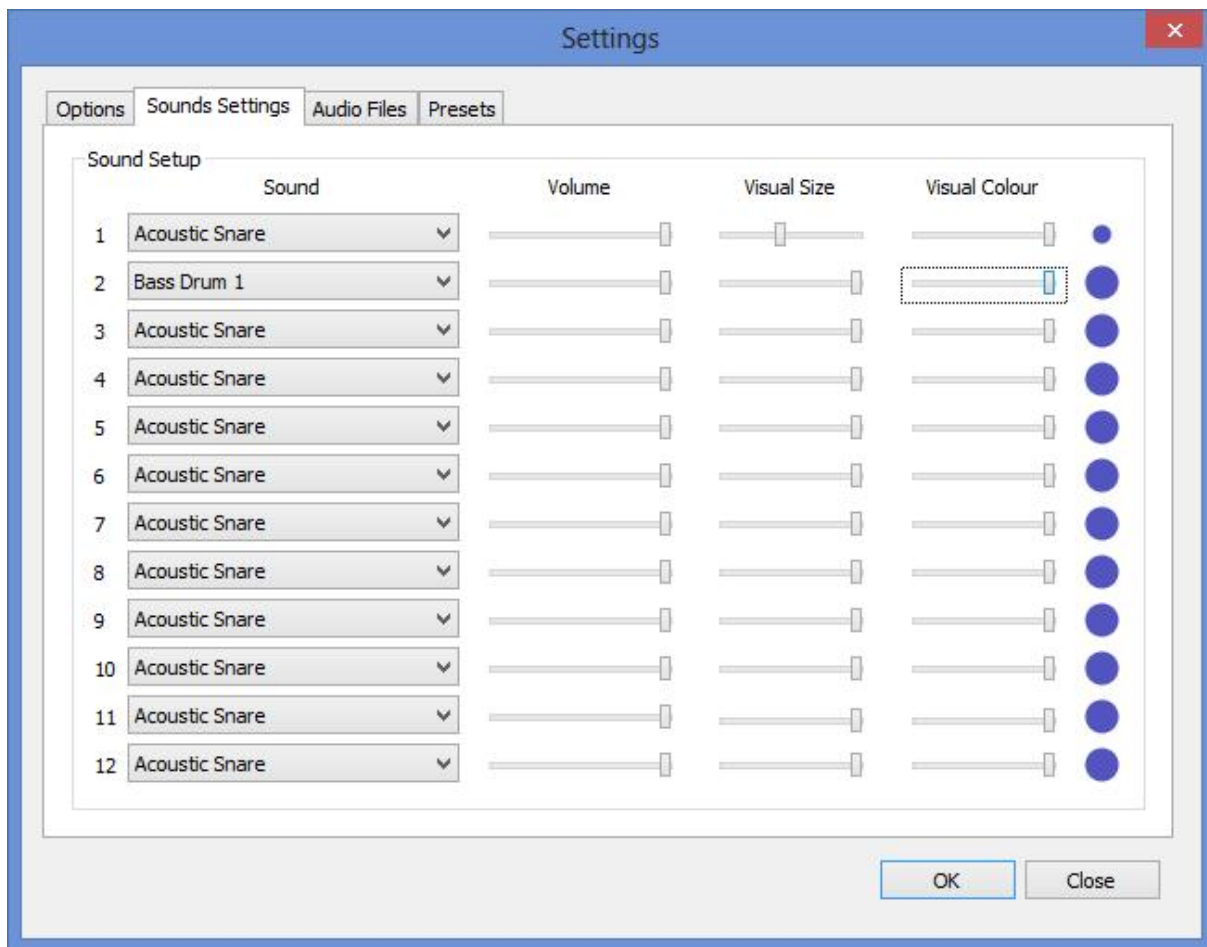 Settings
Options Sounds Settings Audio Files Presets
Sound Setup
Sound Volume Visual Size Visual Colour
1 Acoustic Snare
2 Bass Drum 1
3 Acoustic Snare
4 Acoustic Snare
5 Acoustic Snare
6 Acoustic Snare
7 Acoustic Snare
8 Acoustic Snare
9 Acoustic Snare
10 Acoustic Snare
11 Acoustic Snare
12 Acoustic Snare
OK Close